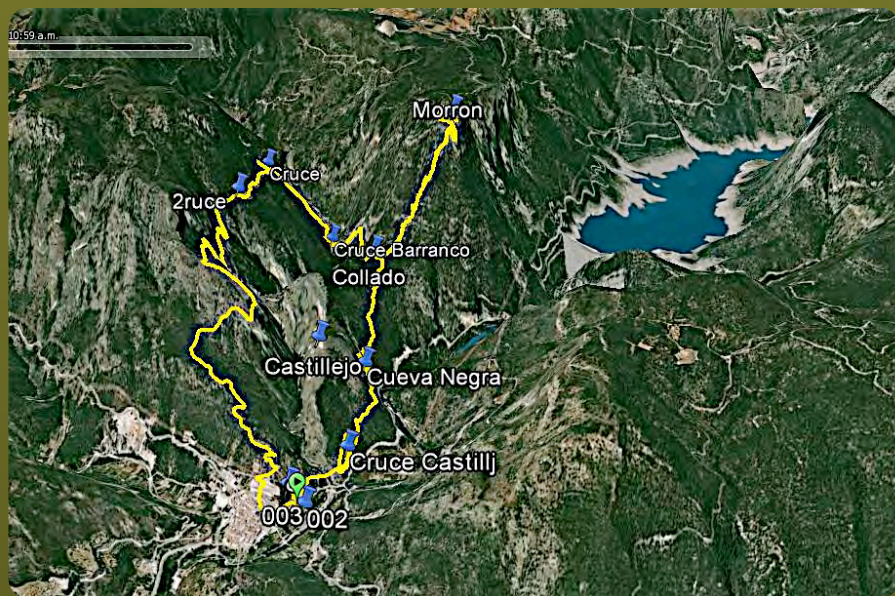 10:59 a.m.
Morron
Cruce
2ruce
Cruce Barranco
Collado
Castillejo
Cueva Negra
Cruce Castillj
003
002